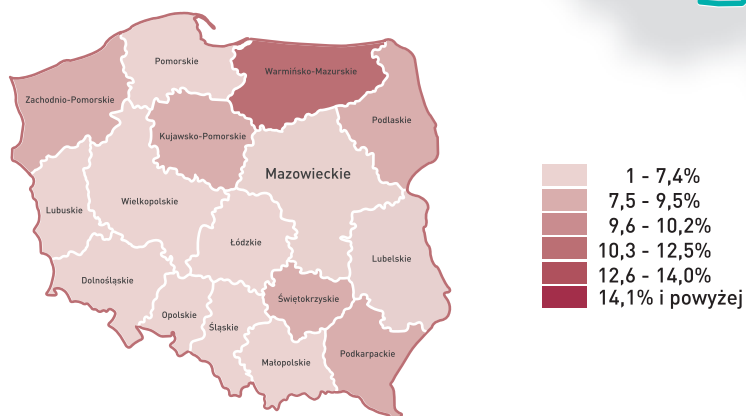 Pomorskie
Warmińsko-Mazurskie
Zachodnio-Pomorskie
Podlaskie
Kujawsko-Pomorskie
Mazowieckie
Wielkopolskie
Lubuskie
Łódzkie
Lubelskie
Dolnośląskie
Świętokrzyskie
Opolskie
Śląskie
Podkarpackie
Małopolskie
1 - 7,4%
7,5 - 9,5%
9,6 - 10,2%
10,3 - 12,5%
12,6 - 14,0%
14,1% i powyżej